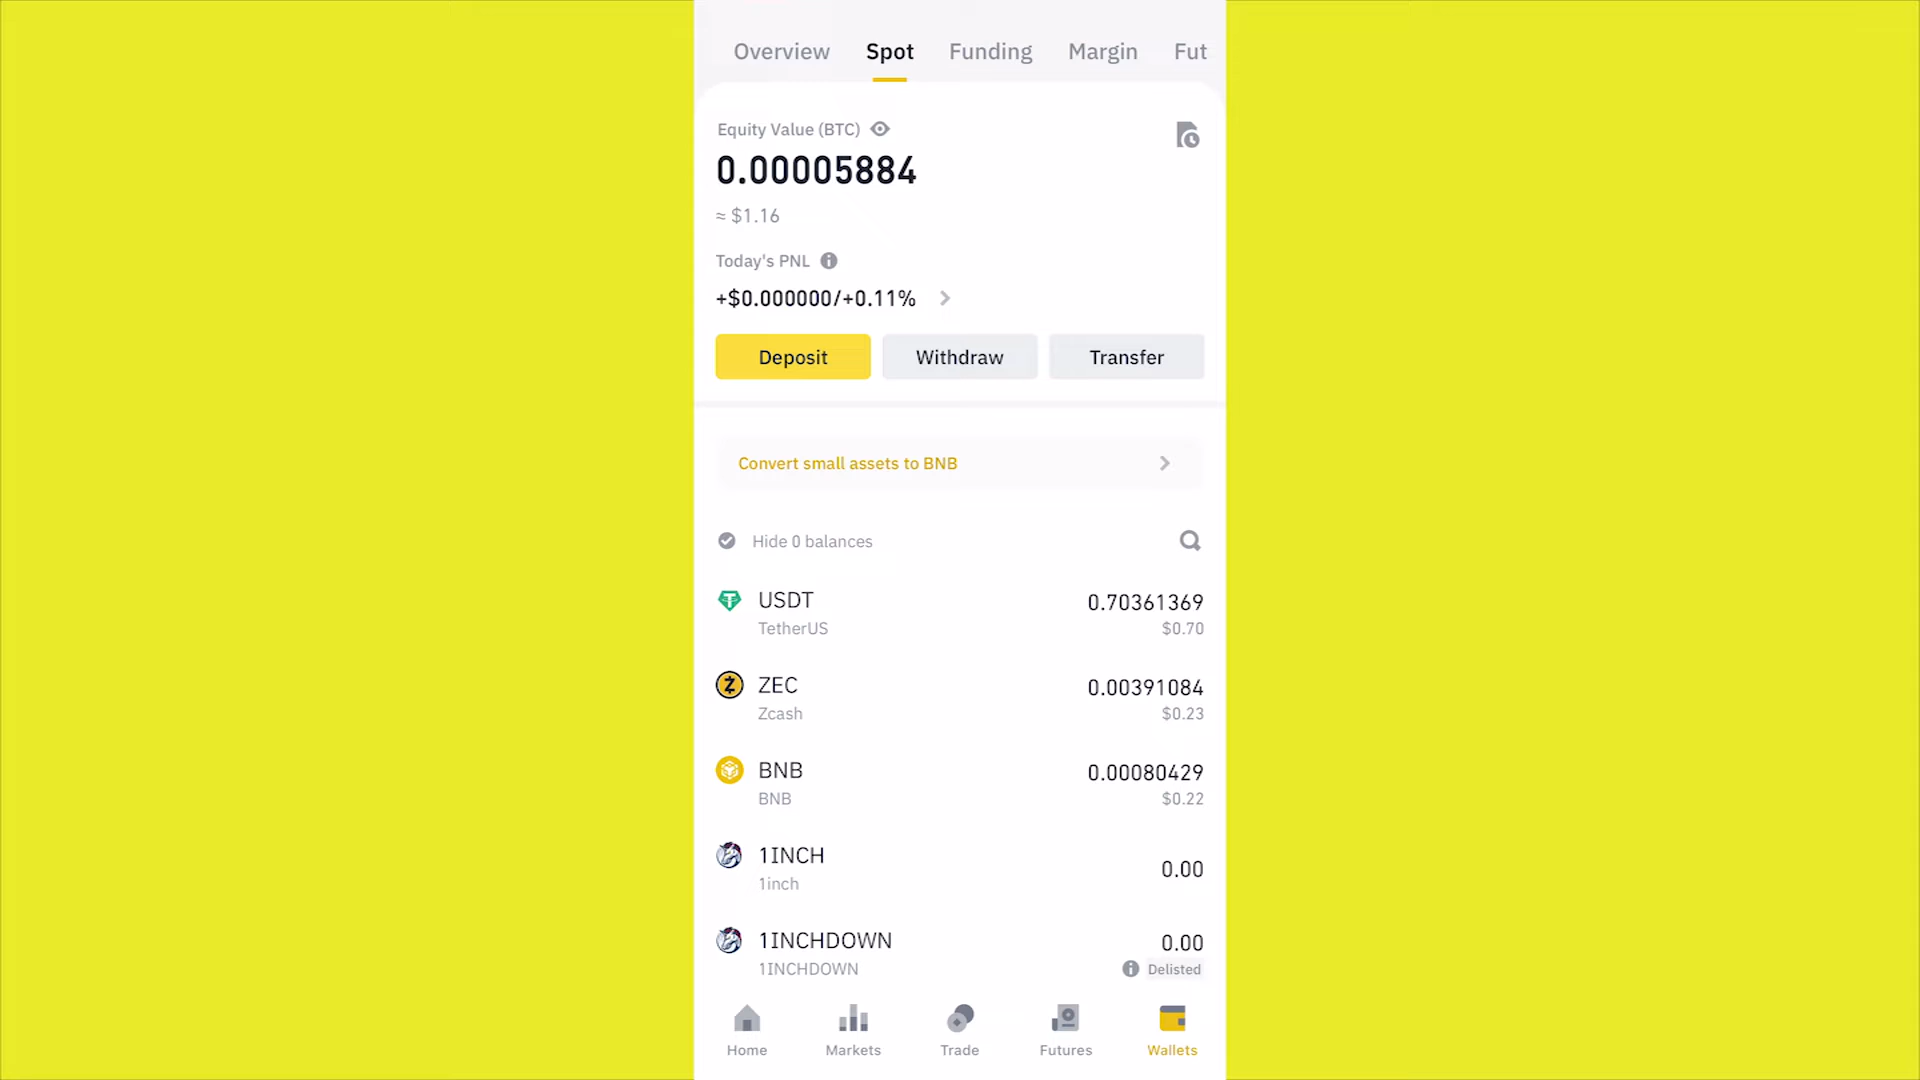 Overview Spot Funding Margin Fut
Equity Value (BTC)
0.00005884
≈ $1.16
Today's PNL
+$0.000000/+0.11%
Deposit Withdraw Transfer
Convert small assets to BNB
Hide 0 balances
USDT 0.70361369
TetherUS $0.70
ZEC 0.00391084
Zcash $0.23
BNB 0.00080429
BNB $0.22
1INCH 0.00
1inch
1INCHDOWN 0.00
1INCHDOWN Delisted
Home Markets Trade Futures Wallets